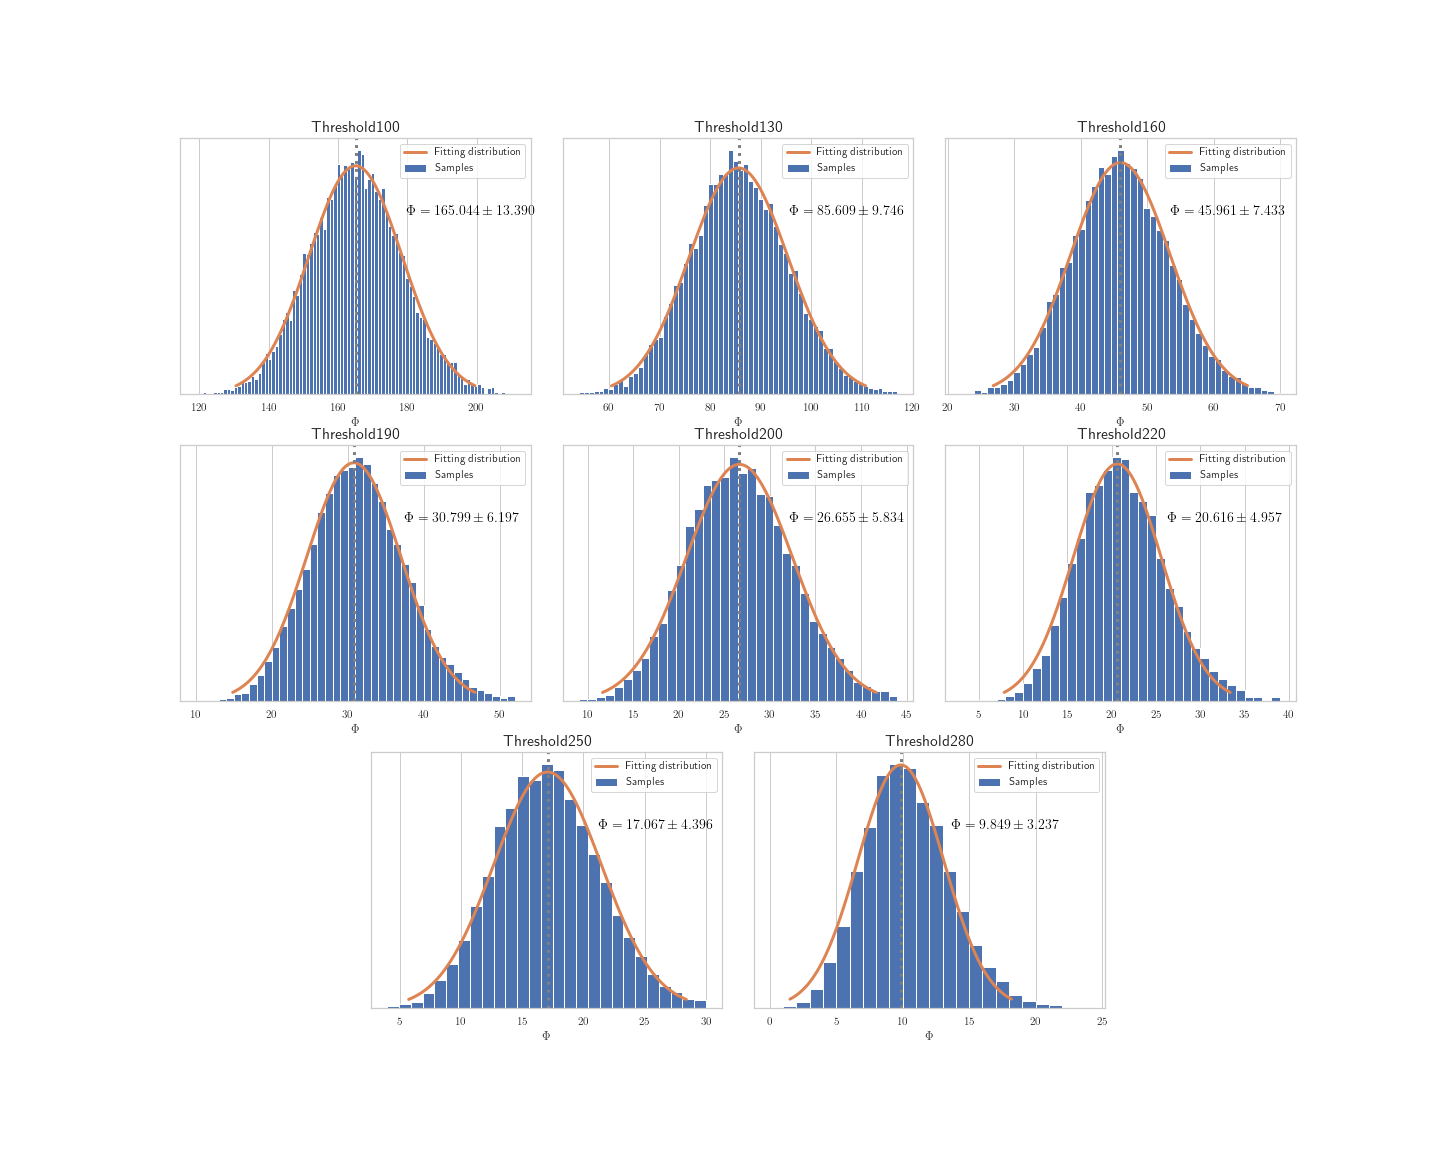 Threshold100
Fitting distribution
Samples
Φ = 165.044 ± 13.390
120 140 160 180 200
Φ
Threshold130
Fitting distribution
Samples
Φ = 85.609 ± 9.746
60 70 80 90 100 110 120
Φ
Threshold160
Fitting distribution
Samples
Φ = 45.961 ± 7.433
20 30 40 50 60 70
Φ
Threshold190
Fitting distribution
Samples
Φ = 30.799 ± 6.197
10 20 30 40 50
Φ
Threshold200
Fitting distribution
Samples
Φ = 26.655 ± 5.834
10 15 20 25 30 35 40 45
Φ
Threshold220
Fitting distribution
Samples
Φ = 20.616 ± 4.957
5 10 15 20 25 30 35 40
Φ
Threshold250
Fitting distribution
Samples
Φ = 17.067 ± 4.396
5 10 15 20 25 30
Φ
Threshold280
Fitting distribution
Samples
Φ = 9.849 ± 3.237
0 5 10 15 20 25
Φ